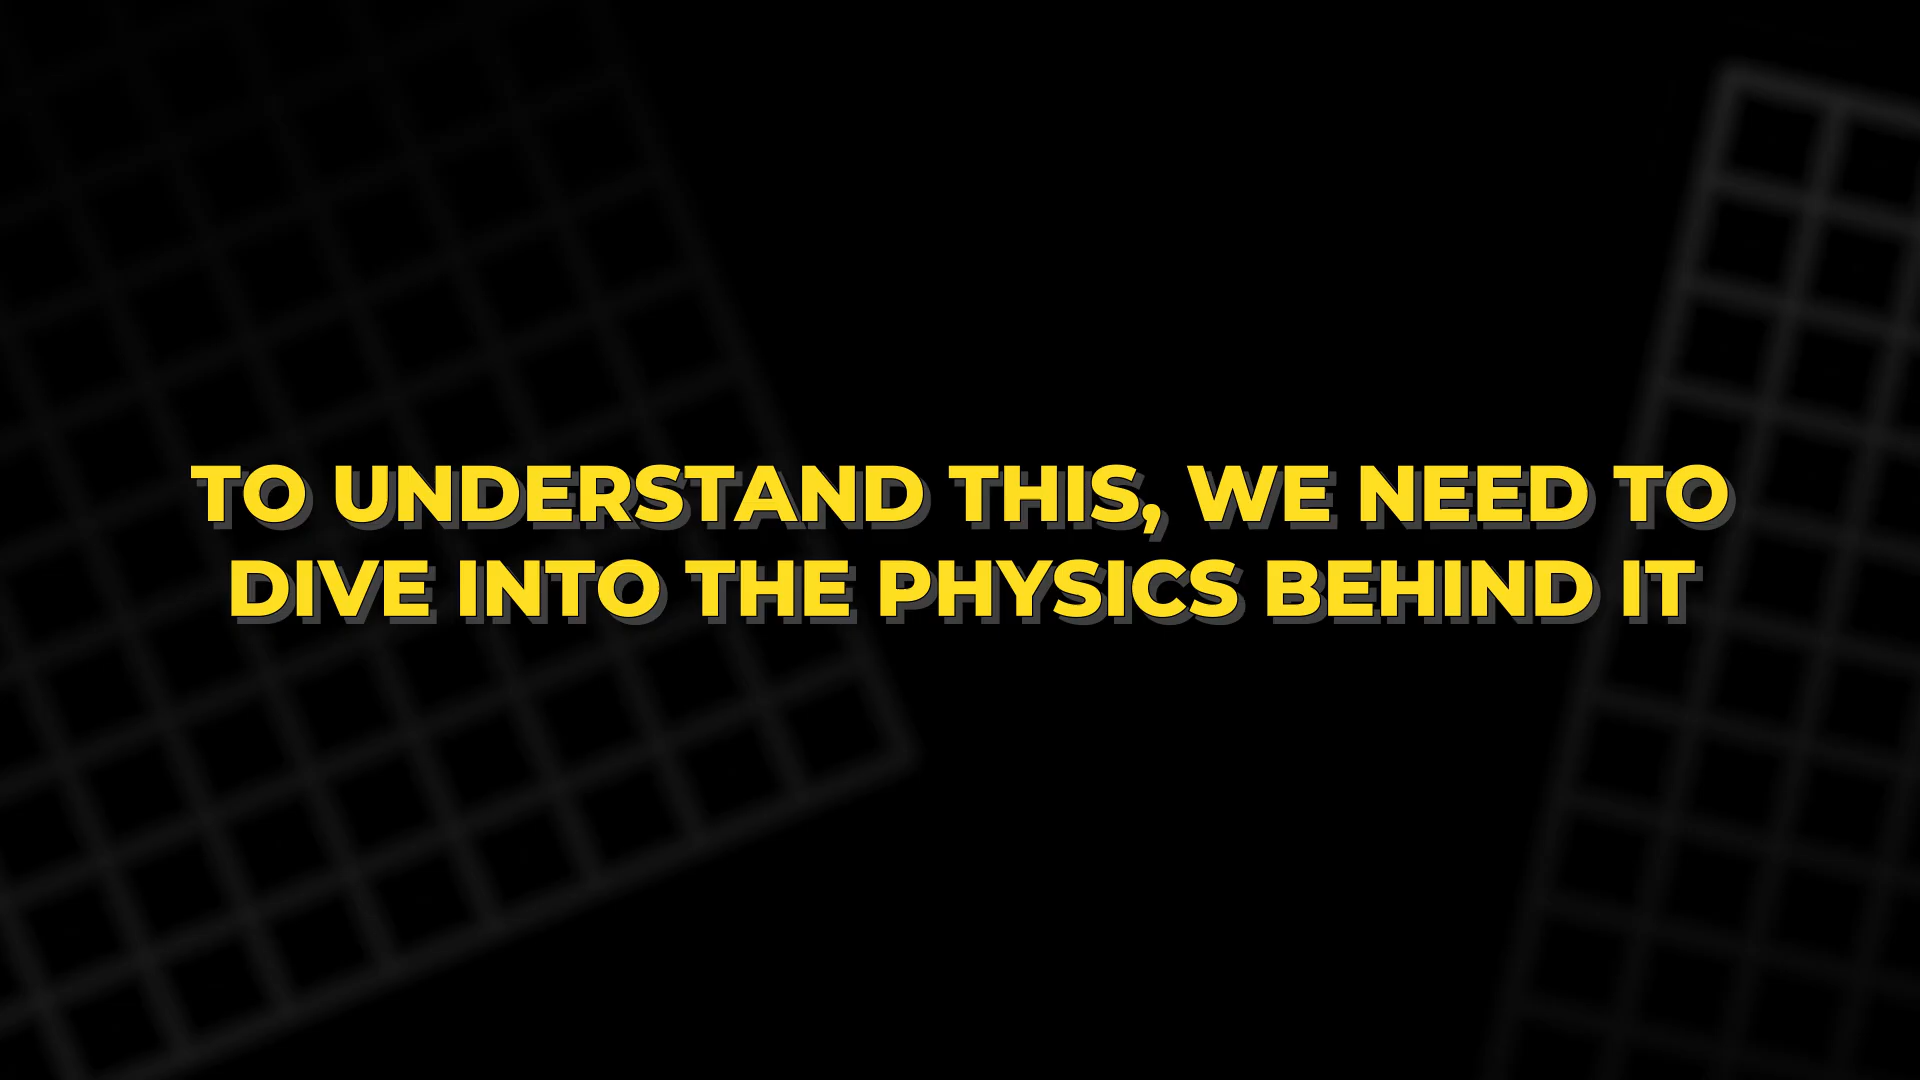 TO UNDERSTAND THIS, WE NEED TO
DIVE INTO THE PHYSICS BEHIND IT